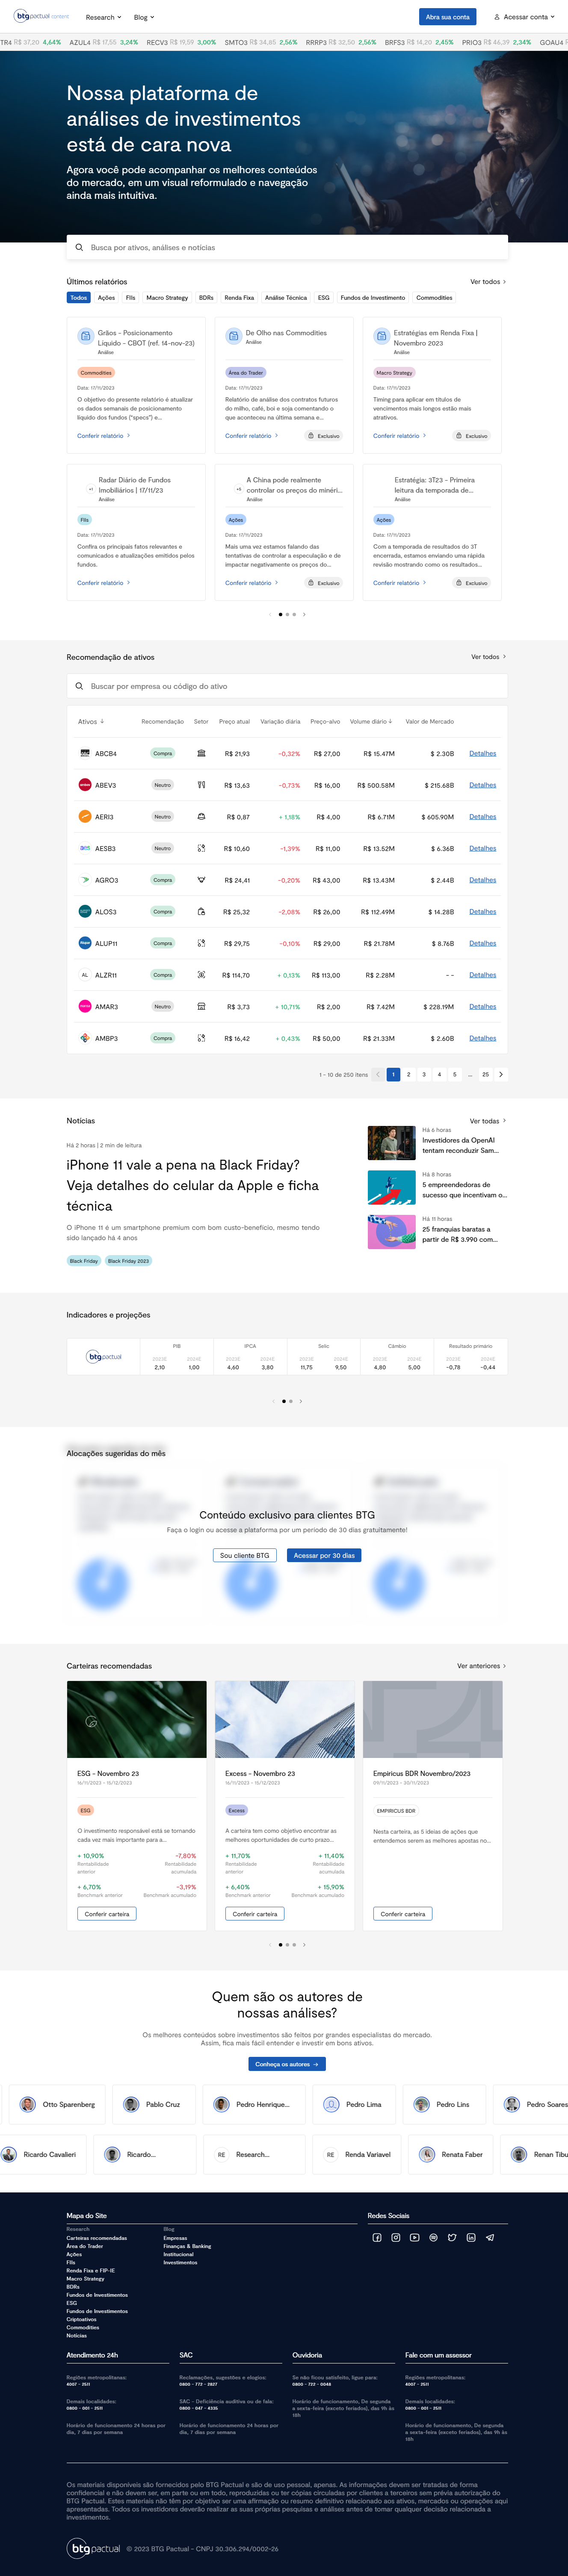 btg pactual content
Research
Blog
Abra sua conta
Acessar conta
TR4 R$ 37,20 4,64% AZUL4 R$ 17,55 3,24% RECV3 R$ 19,59 3,00% SMTO3 R$ 34,85 2,56% RRRP3 R$ 32,50 2,56% BRFS3 R$ 14,20 2,45% PRIO3 R$ 46,39 2,34% GOAU4
Nossa plataforma de
análises de investimentos
está de cara nova
Agora você pode acompanhar os melhores conteúdos
do mercado, em um visual reformulado e navegação
ainda mais intuitiva.
Busca por ativos, análises e notícias
Últimos relatórios
Ver todos
Todos Ações FIIs Macro Strategy BDRs Renda Fixa Análise Técnica ESG Fundos de Investimento Commodities
Grãos - Posicionamento
Líquido - CBOT (ref. 14-nov-23)
Análise
Commodities
Data: 17/11/2023
O objetivo do presente relatório é atualizar
os dados semanais de posicionamento
líquido dos fundos ("specs") e...
Conferir relatório
De Olho nas Commodities
Análise
Área do Trader
Data: 17/11/2023
Relatório de análise dos contratos futuros
do milho, café, boi e soja comentando o
que aconteceu na última semana e...
Conferir relatório
Exclusivo
Estratégias em Renda Fixa |
Novembro 2023
Análise
Macro Strategy
Data: 17/11/2023
Timing para aplicar em títulos de
vencimentos mais longos estão mais
atrativos.
Conferir relatório
Exclusivo
Radar Diário de Fundos
Imobiliários | 17/11/23
Análise
FIIs
Data: 17/11/2023
Confira os principais fatos relevantes e
comunicados e atualizações emitidos pelos
fundos.
Conferir relatório
+5
A China pode realmente
controlar os preços do minéri...
Análise
Ações
Data: 17/11/2023
Mais uma vez estamos falando das
tentativas de controlar a especulação e de
impactar negativamente os preços do...
Conferir relatório
Exclusivo
Estratégia: 3T23 - Primeira
leitura da temporada de...
Análise
Ações
Data: 17/11/2023
Com a temporada de resultados do 3T
encerrada, estamos enviando uma rápida
revisão mostrando como os resultados...
Conferir relatório
Exclusivo
Recomendação de ativos
Ver todos
Buscar por empresa ou código do ativo
Ativos Recomendação Setor Preço atual Variação diária Preço-alvo Volume diário Valor de Mercado
ABCB4 Compra R$ 21,93 -0,32% R$ 27,00 R$ 15.47M $ 2.30B Detalhes
ABEV3 Neutro R$ 13,63 -0,73% R$ 16,00 R$ 500.58M $ 215.68B Detalhes
AERI3 Neutro R$ 0,87 + 1,18% R$ 4,00 R$ 6.71M $ 605.90M Detalhes
aes AESB3 Neutro R$ 10,60 -1,39% R$ 11,00 R$ 13.52M $ 6.36B Detalhes
AGRO3 Compra R$ 24,41 -0,20% R$ 43,00 R$ 13.43M $ 2.44B Detalhes
ALOS3 Compra R$ 25,32 -2,08% R$ 26,00 R$ 112.49M $ 14.28B Detalhes
ALUP11 Compra R$ 29,75 -0,10% R$ 29,00 R$ 21.78M $ 8.76B Detalhes
AL ALZR11 Compra R$ 114,70 + 0,13% R$ 113,00 R$ 2.28M - - Detalhes
AMAR3 Neutro R$ 3,73 + 10,71% R$ 2,00 R$ 7.42M $ 228.19M Detalhes
AMBP3 Compra R$ 16,42 + 0,43% R$ 50,00 R$ 21.33M $ 2.60B Detalhes
1 - 10 de 250 itens 1 2 3 4 5 ... 25
Notícias
Ver todas
Há 2 horas | 2 min de leitura
iPhone 11 vale a pena na Black Friday?
Veja detalhes do celular da Apple e ficha
técnica
O iPhone 11 é um smartphone premium com bom custo-benefício, mesmo tendo
sido lançado há 4 anos
Black Friday Black Friday 2023
Há 6 horas
Investidores da OpenAI
tentam reconduzir Sam...
Há 8 horas
5 empreendedoras de
sucesso que incentivam o...
Há 11 horas
25 franquias baratas a
partir de R$ 3.990 com...
Indicadores e projeções
btg pactual
PIB IPCA Selic Câmbio Resultado primário
2023E 2024E 2023E 2024E 2023E 2024E 2023E 2024E 2023E 2024E
2,10 1,00 4,60 3,80 11,75 9,50 4,80 5,00 -0,78 -0,44
Alocações sugeridas do mês
Conteúdo exclusivo para clientes BTG
Faça o login ou acesse a plataforma por um período de 30 dias gratuitamente!
Sou cliente BTG
Acessar por 30 dias
Carteiras recomendadas
Ver anteriores
ESG - Novembro 23
16/11/2023 - 15/12/2023
ESG
O investimento responsável está se tornando
cada vez mais importante para a...
+ 10,90% -7,80%
Rentabilidade anterior
Rentabilidade acumulada
+ 6,70% -3,19%
Benchmark anterior Benchmark acumulado
Conferir carteira
Excess - Novembro 23
16/11/2023 - 15/12/2023
Excess
A carteira tem como objetivo encontrar as
melhores oportunidades de curto prazo...
+ 11,70% + 11,40%
Rentabilidade anterior
Rentabilidade acumulada
+ 6,40% + 15,90%
Benchmark anterior Benchmark acumulado
Conferir carteira
Empiricus BDR Novembro/2023
09/11/2023 - 30/11/2023
EMPIRICUS BDR
Nesta carteira, as 5 ideias de ações que
entendemos serem as melhores apostas no...
Conferir carteira
Quem são os autores de
nossas análises?
Os melhores conteúdos sobre investimentos são feitos por grandes especialistas do mercado.
Assim, fica mais fácil entender e investir em bons ativos.
Conheça os autores
Otto Sparenberg
Pablo Cruz
Pedro Henrique...
Pedro Lima
Pedro Lins
Pedro Soares
Ricardo Cavalieri
Ricardo...
RE Research...
RE Renda Variavel
Renata Faber
Renan Tibu
Mapa do Site
Research
Carteiras recomendadas
Área do Trader
Ações
FIIs
Renda Fixa e FIP-IE
Macro Strategy
BDRs
Fundos de Investimentos
ESG
Fundos de Investimentos
Criptoativos
Commodities
Notícias
Blog
Empresas
Finanças & Banking
Institucional
Investimentos
Redes Sociais
Atendimento 24h
Regiões metropolitanas:
4007 - 2511
Demais localidades:
0800 - 001 - 2511
Horário de funcionamento 24 horas por
dia, 7 dias por semana
SAC
Reclamações, sugestões e elogios:
0800 - 772 - 2827
SAC - Deficiência auditiva ou de fala:
0800 - 047 - 4335
Horário de funcionamento 24 horas por
dia, 7 dias por semana
Ouvidoria
Se não ficou satisfeito, ligue para:
0800 - 722 - 0048
Horário de funcionamento, De segunda
a sexta-feira (exceto feriados), das 9h às
18h
Fale com um assessor
Regiões metropolitanas:
4007 - 2511
Demais localidades:
0800 - 001 - 2511
Horário de funcionamento, De segunda
a sexta-feira (exceto feriados), das 9h às
18h
Os materiais disponíveis são fornecidos pelo BTG Pactual e são de uso pessoal, apenas. As informações devem ser tratadas de forma
confidencial e não devem ser, em parte ou em todo, reproduzidas ou ter cópias circuladas por clientes a terceiros sem prévia autorização do
BTG Pactual. Estes materiais não têm por objetivo ser uma afirmação ou resumo definitivo relacionado aos ativos, mercados ou operações aqui
apresentadas. Todos os investidores deverão realizar as suas próprias pesquisas e análises antes de tomar qualquer decisão relacionada a
investimentos.
btg pactual © 2023 BTG Pactual - CNPJ 30.306.294/0002-26